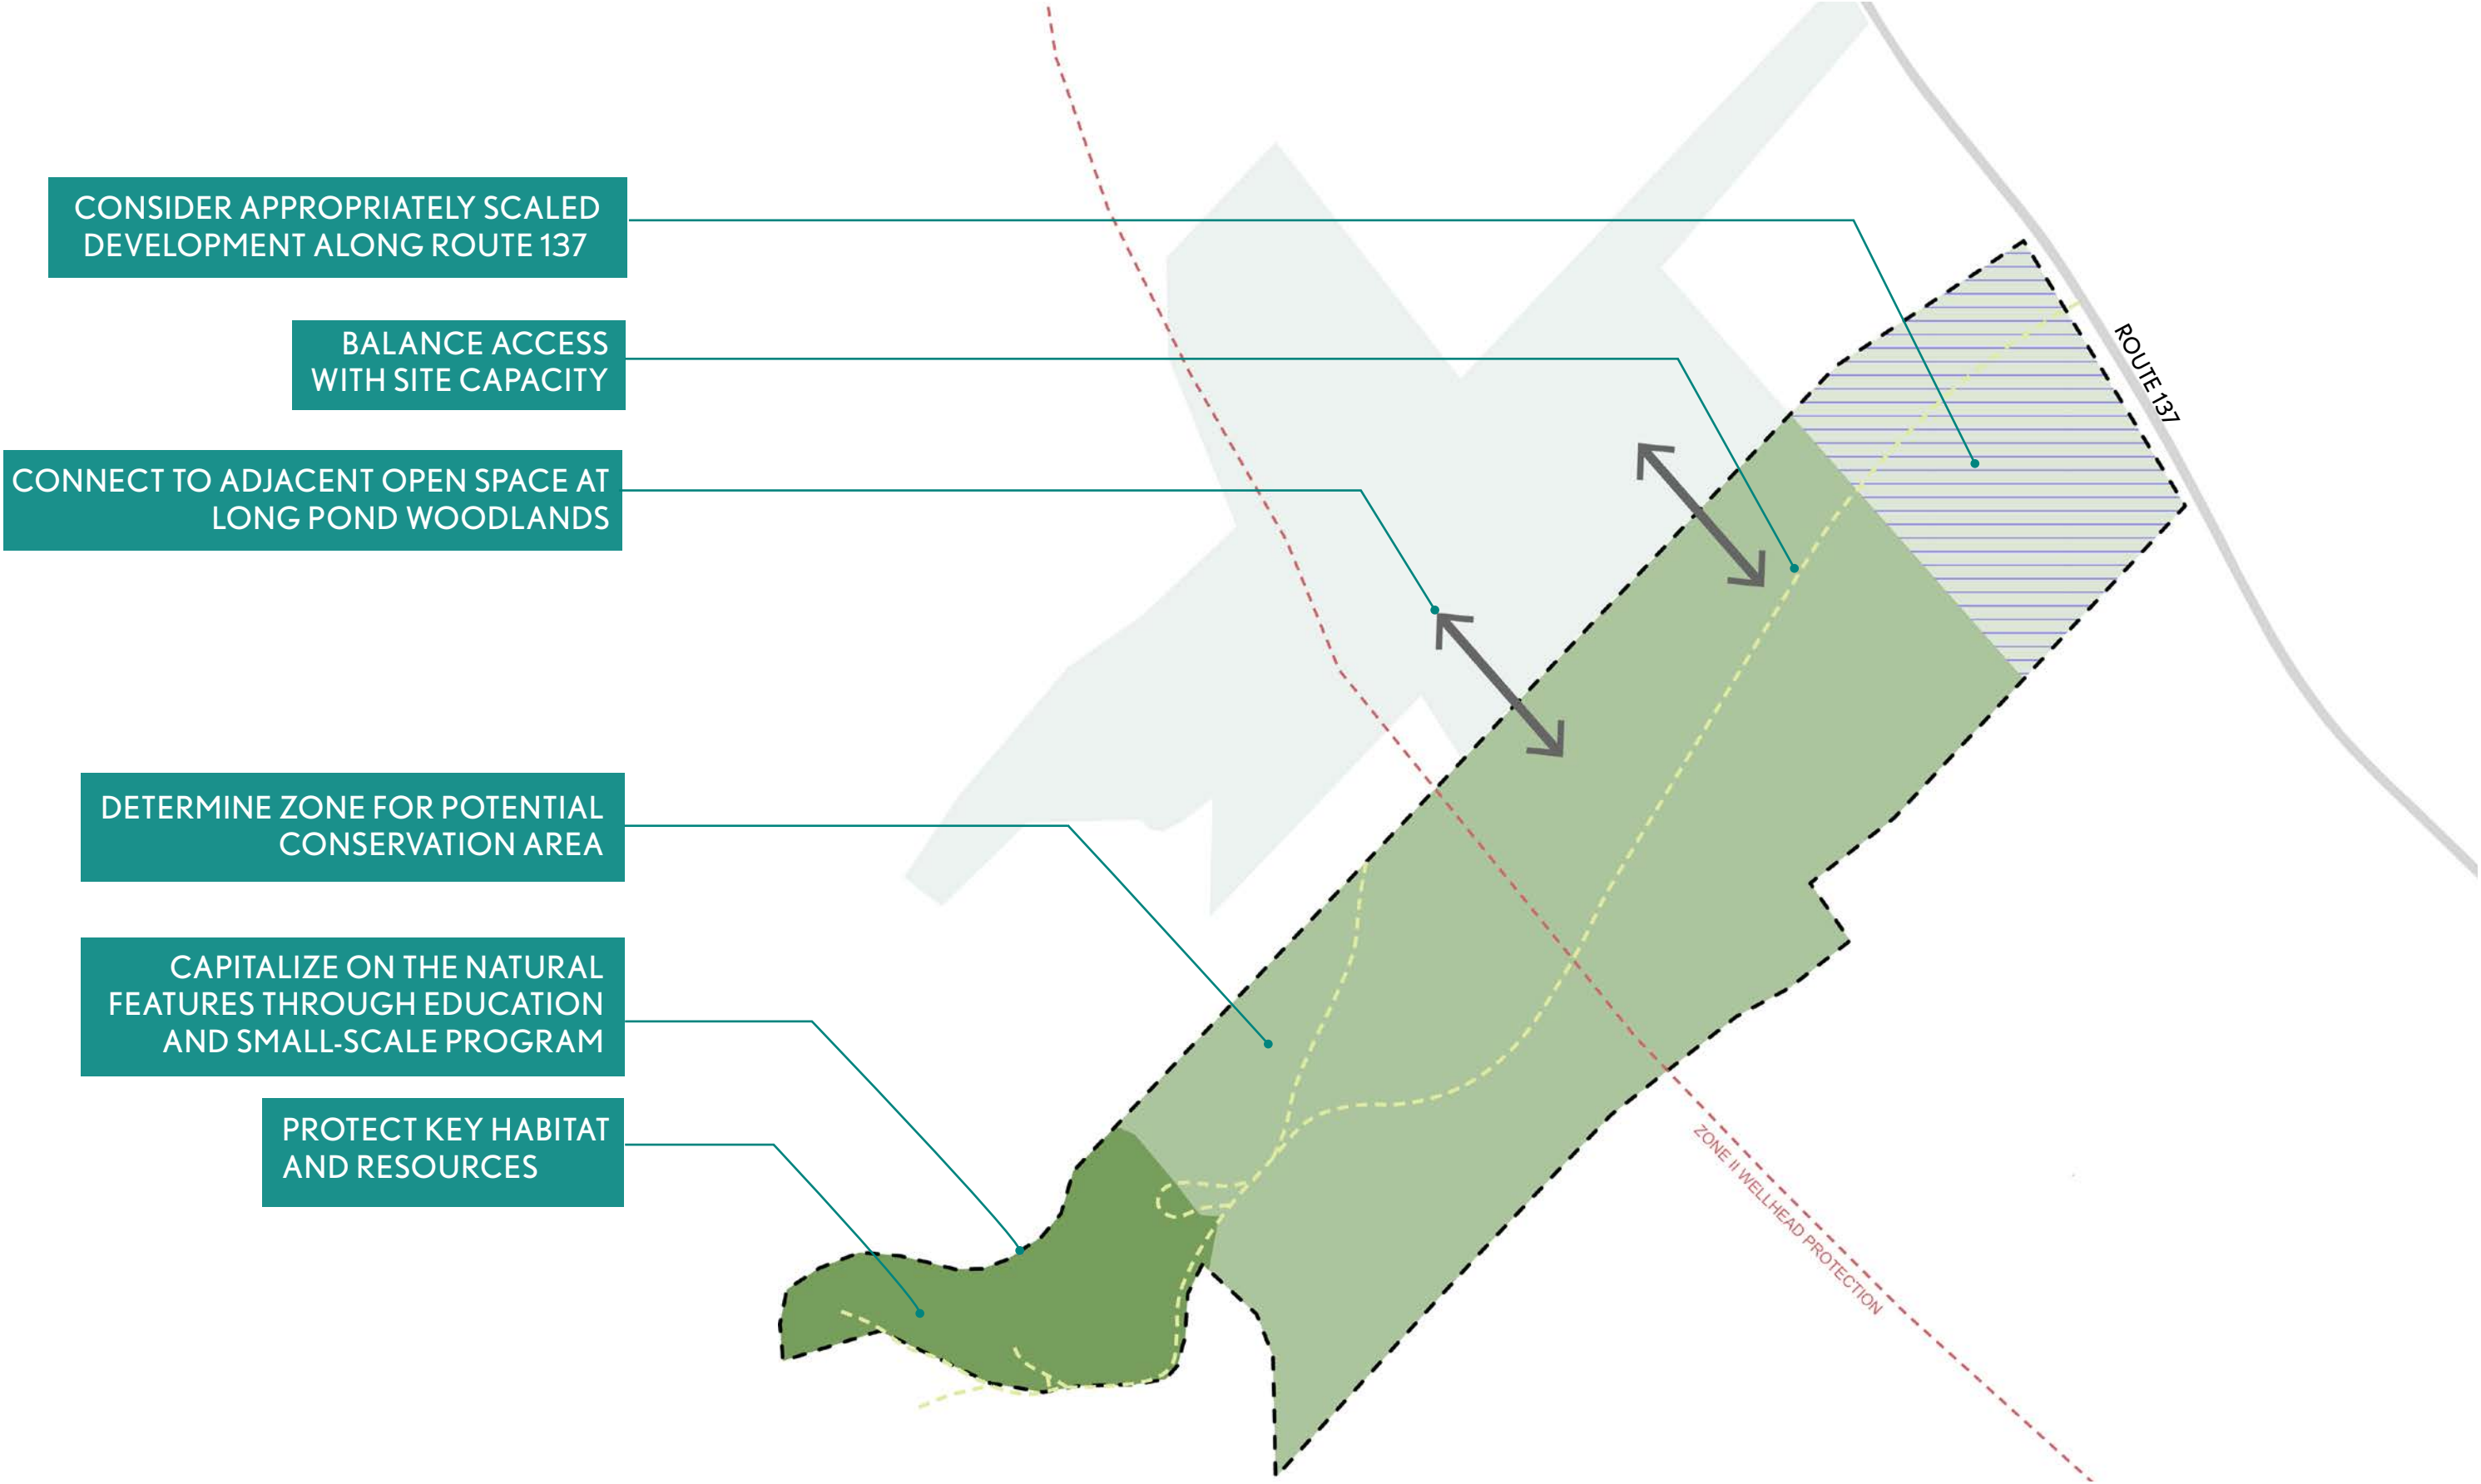 CONSIDER APPROPRIATELY SCALED
DEVELOPMENT ALONG ROUTE 137
BALANCE ACCESS
WITH SITE CAPACITY
CONNECT TO ADJACENT OPEN SPACE AT
LONG POND WOODLANDS
DETERMINE ZONE FOR POTENTIAL
CONSERVATION AREA
CAPITALIZE ON THE NATURAL
FEATURES THROUGH EDUCATION
AND SMALL-SCALE PROGRAM
PROTECT KEY HABITAT
AND RESOURCES
ROUTE 137
ZONE II WELLHEAD PROTECTION